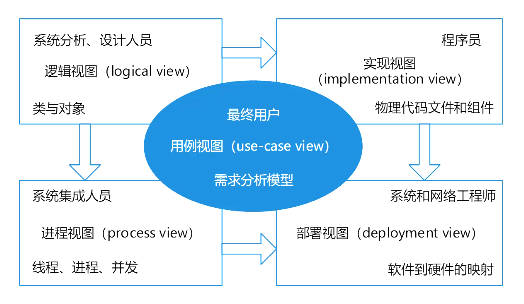 系统分析、设计人员
逻辑视图（logical view）
类与对象
程序员
实现视图
（implementation view）
物理代码文件和组件
最终用户
用例视图（use-case view）
需求分析模型
系统集成人员
进程视图（process view）
线程、进程、并发
系统和网络工程师
部署视图（deployment view）
软件到硬件的映射